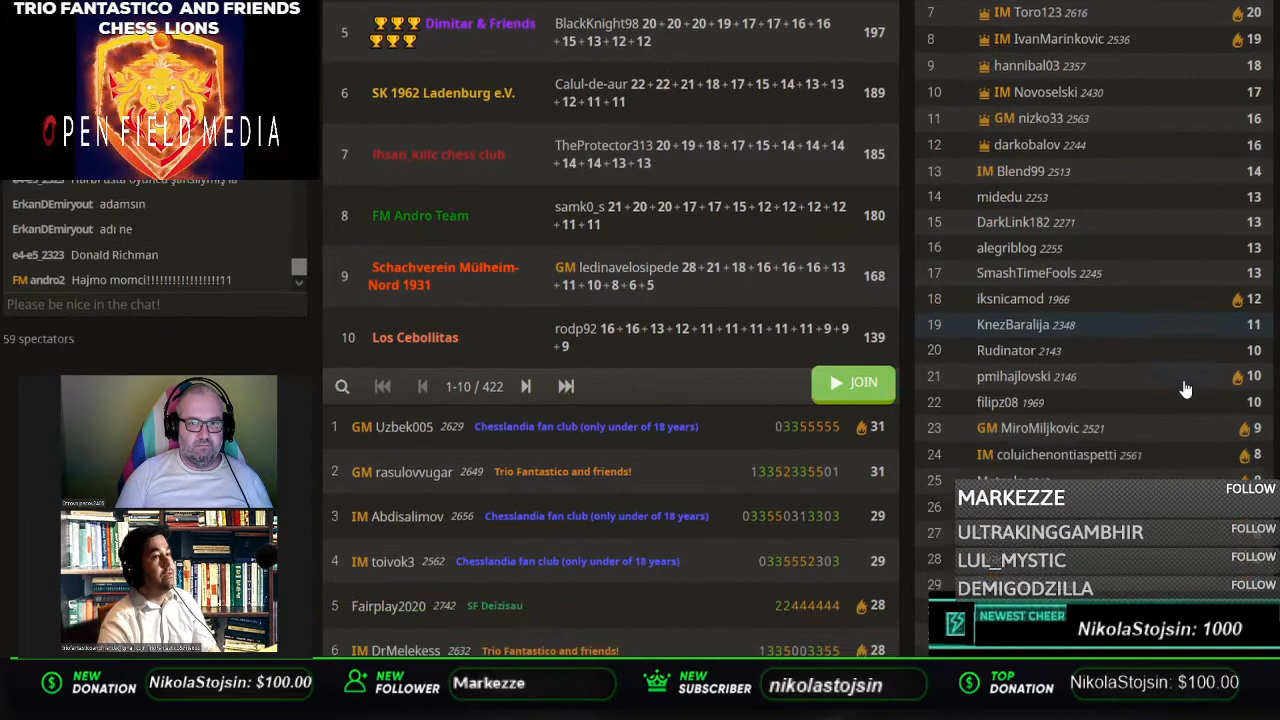 TRIO FANTASTICO AND FRIENDS
CHESS LIONS
OPEN FIELD MEDIA
ErkanDEmiryout adamsın
ErkanDEmiryout adı ne
e4-e5_2323 Donald Richman
FM andro2 Hajmo momci!!!!!!!!!!!!!!!!!!11
Please be nice in the chat!
59 spectators
5 Dimitar & Friends BlackKnight98 20+20+20+19+17+17+16+16
+15+13+12+12 197
6 SK 1962 Ladenburg e.V. Calul-de-aur 22+22+21+18+17+15+14+13+13
+12+11+11 189
7 ihsan_kilic chess club TheProtector313 20+19+18+17+15+14+14+14
+14+14+13+13 185
8 FM Andro Team samk0_s 21+20+20+17+17+15+12+12+12+12
+11+11 180
9 Schachverein Mülheim-
Nord 1931 GM ledinavelosipede 28+21+18+16+16+16+13
+11+10+8+6+5 168
10 Los Cebollitas rodp92 16+16+13+12+11+11+11+11+11+9+9
+9 139
1-10 / 422 JOIN
1 GM Uzbek005 2629 Chesslandia fan club (only under of 18 years) 03355555 31
2 GM rasulovvugar 2649 Trio Fantastico and friends! 13352335501 31
3 IM Abdisalimov 2656 Chesslandia fan club (only under of 18 years) 033550313303 29
4 IM toivok3 2562 Chesslandia fan club (only under of 18 years) 0335552303 29
5 Fairplay2020 2742 SF Deizisau 22444444 28
6 IM DrMelekess 2632 Trio Fantastico and friends! 1335003355 28
7 IM Toro123 2616 20
8 IM IvanMarinkovic 2536 19
9 hannibal03 2357 18
10 IM Novoselski 2430 17
11 GM nizko33 2563 16
12 darkobalov 2244 16
13 IM Blend99 2513 14
14 midedu 2253 13
15 DarkLink182 2271 13
16 alegriblog 2255 13
17 SmashTimeFools 2245 13
18 iksnicamod 1966 12
19 KnezBaralija 2348 11
20 Rudinator 2143 10
21 pmihajlovski 2146 10
22 filipz08 1969 10
23 GM MiroMiljkovic 2521 9
24 IM coluichenontiaspetti 2561 8
25
26 MARKEZZE FOLLOW
27 ULTRAKINGGAMBHIR FOLLOW
28 LUL_MYSTIC FOLLOW
29 DEMIGODZILLA FOLLOW
NEWEST CHEER
NikolaStojsin: 1000
NEW DONATION NikolaStojsin: $100.00
NEW FOLLOWER Markezze
NEW SUBSCRIBER nikolastojsin
TOP DONATION NikolaStojsin: $100.00